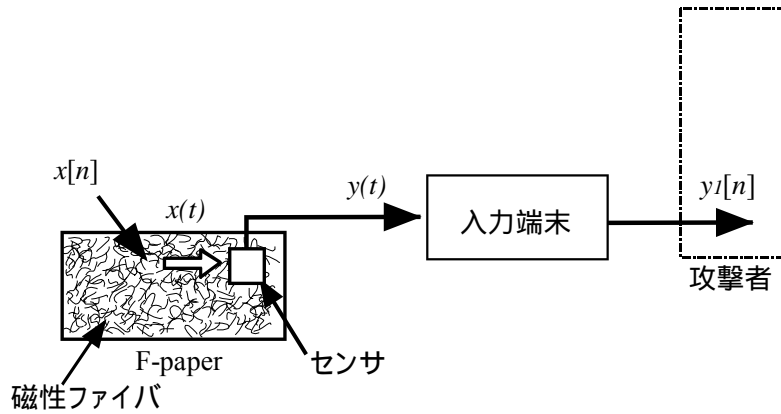 x[n]
x(t)
y(t)
入力端末
y1[n]
攻撃者
F-paper
センサ
磁性ファイバ